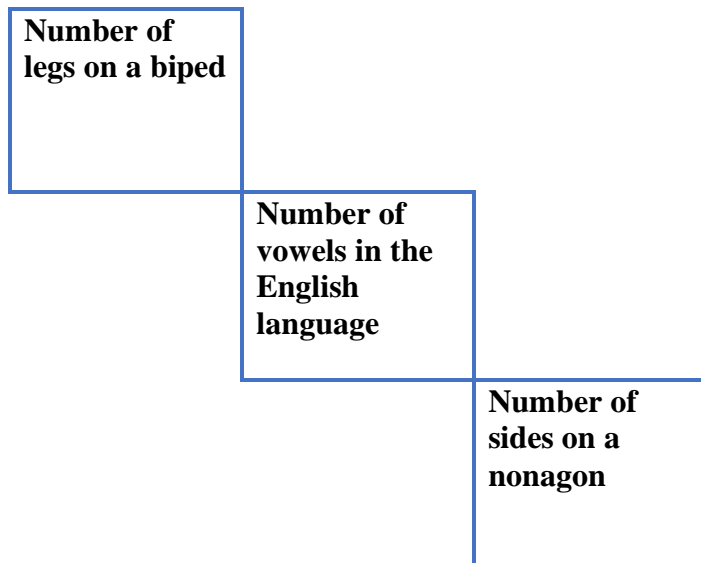 Number of
legs on a biped
Number of
vowels in the
English
language
Number of
sides on a
nonagon